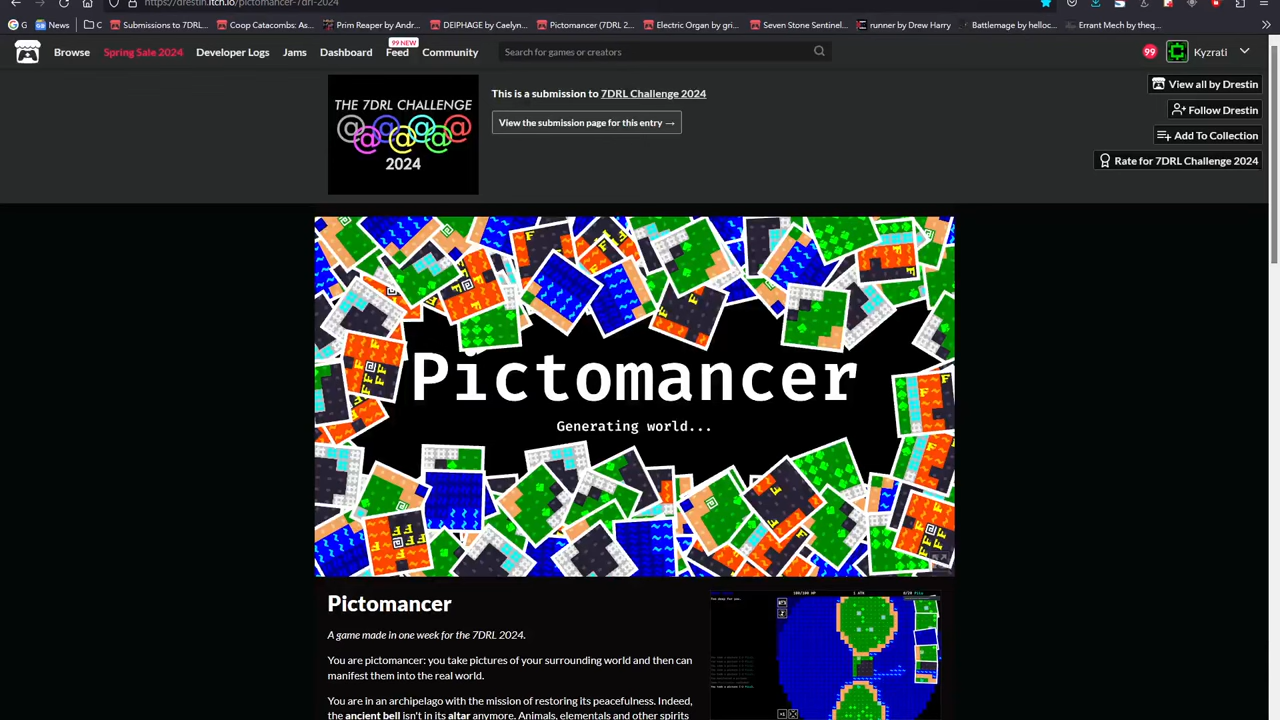 https://drestin.itch.io/pictomancer-7drl-2024
G
News
C
Submissions to 7DRL...
Coop Catacombs: As...
Prim Reaper by Andr...
DEIPHAGE by Caelyn...
Pictomancer (7DRL 2...
Electric Organ by gri...
Seven Stone Sentinel...
runner by Drew Harry
Battlemage by helloc...
Errant Mech by theq...
Browse
Spring Sale 2024
Developer Logs
Jams
Dashboard
99 NEW
Feed
Community
Search for games or creators
99
Kyzrati
THE 7DRL CHALLENGE
@@@@@@@
2024
This is a submission to 7DRL Challenge 2024
View the submission page for this entry →
View all by Drestin
Follow Drestin
Add To Collection
Rate for 7DRL Challenge 2024
Pictomancer
Generating world...
Pictomancer
A game made in one week for the 7DRL 2024.
You are pictomancer: you take pictures of your surrounding world and then can
manifest them into the real world.
You are in an archipelago with the mission of restoring its peacefulness. Indeed,
the ancient bell isn't in its altar anymore. Animals, elementals and other spirits
100/100 HP
1 ATK